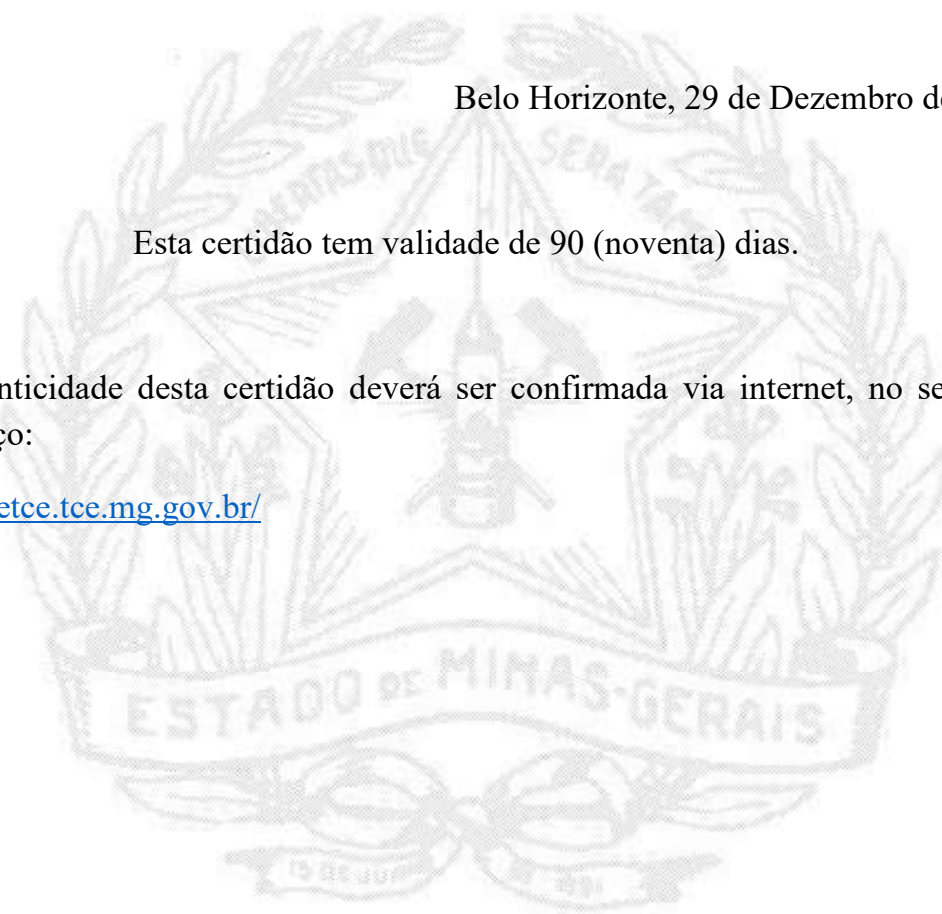 Belo Horizonte, 29 de Dezembro de
Esta certidão tem validade de 90 (noventa) dias.
nticidade desta certidão deverá ser confirmada via internet, no se
ço:
etce.tce.mg.gov.br/
ESTADO DE MINAS·GERAIS